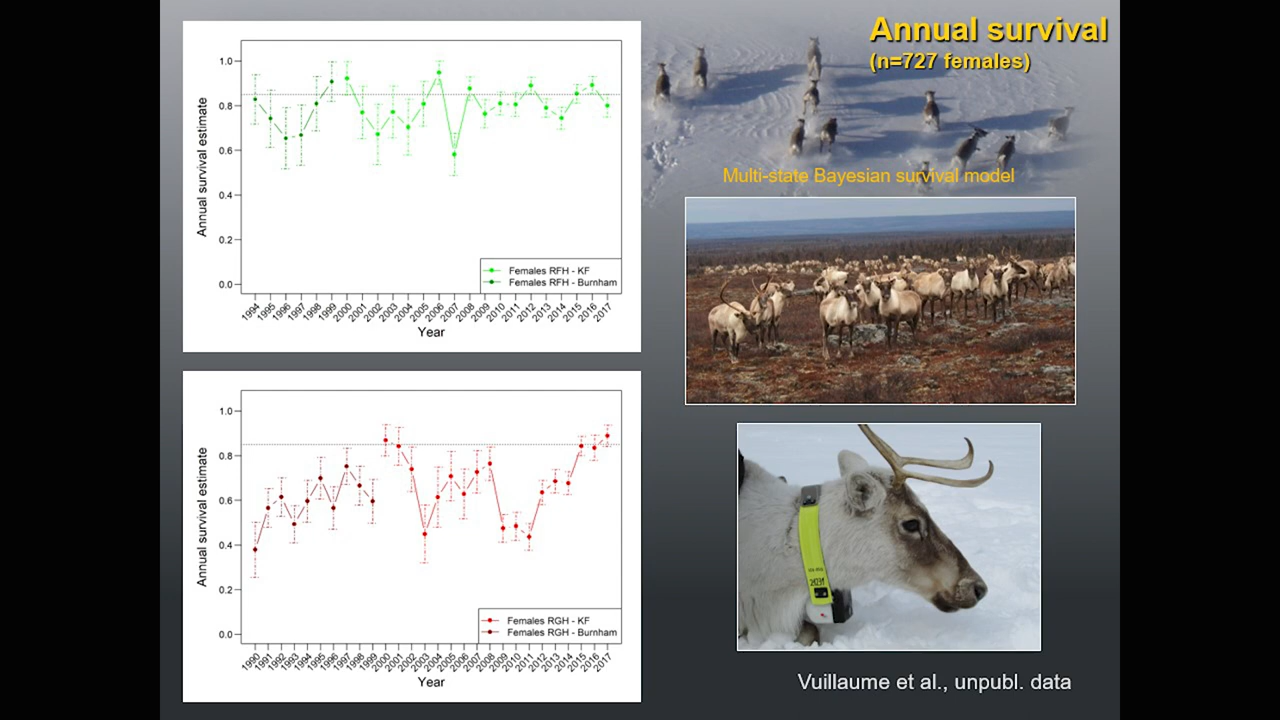 Annual survival
(n=727 females)
Multi-state Bayesian survival model
Annual survival estimate
1.0
0.8
0.6
0.4
0.2
0.0
1994 1995 1996 1997 1998 1999 2000 2001 2002 2003 2004 2005 2006 2007 2008 2009 2010 2011 2012 2013 2014 2015 2016 2017
Year
Females RFH - KF
Females RFH - Burnham
Annual survival estimate
1.0
0.8
0.6
0.4
0.2
0.0
1990 1991 1992 1993 1994 1995 1996 1997 1998 1999 2000 2001 2002 2003 2004 2005 2006 2007 2008 2009 2010 2011 2012 2013 2014 2015 2016 2017
Year
Females RGH - KF
Females RGH - Burnham
Vuillaume et al., unpubl. data